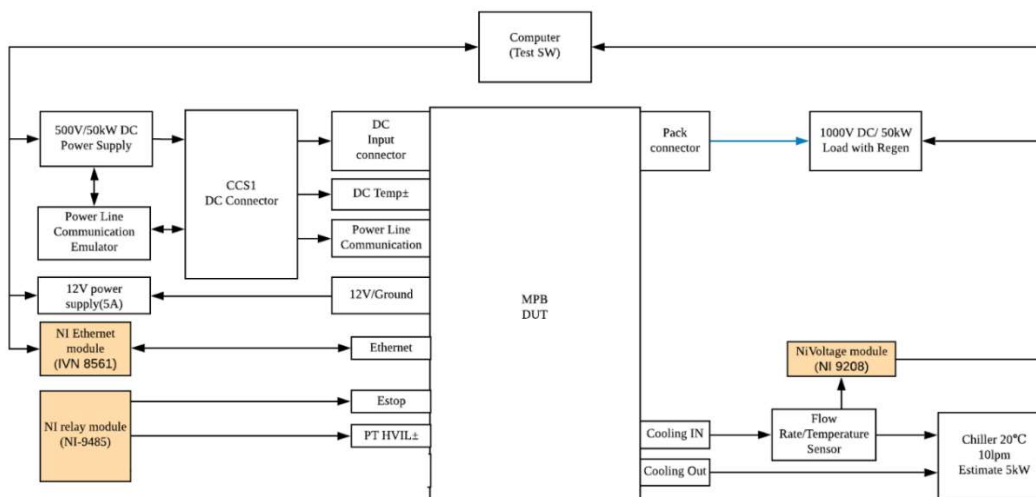 Computer
(Test SW)
500V/50kW DC
Power Supply
CCS1
DC Connector
DC
Input
connector
Pack
connector
1000V DC/ 50kW
Load with Regen
DC Temp±
Power Line
Communication
Emulator
Power Line
Communication
12V power
supply(5A)
12V/Ground
MPB
DUT
NI Ethernet
module
(IVN 8561)
Ethernet
NiVoltage module
(NI 9208)
NI relay module
(NI-9485)
Estop
PT HVIL±
Cooling IN
Flow
Rate/Temperature
Sensor
Chiller 20℃
10lpm
Estimate 5kW
Cooling Out